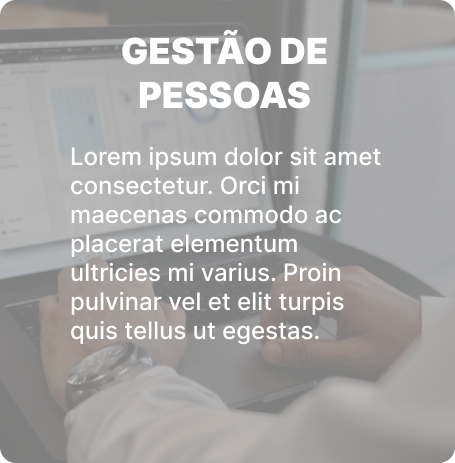 GESTÃO DE
PESSOAS
Lorem ipsum dolor sit amet
consectetur. Orci mi
maecenas commodo ac
placerat elementum
ultricies mi varius. Proin
pulvinar vel et elit turpis
quis tellus ut egestas.